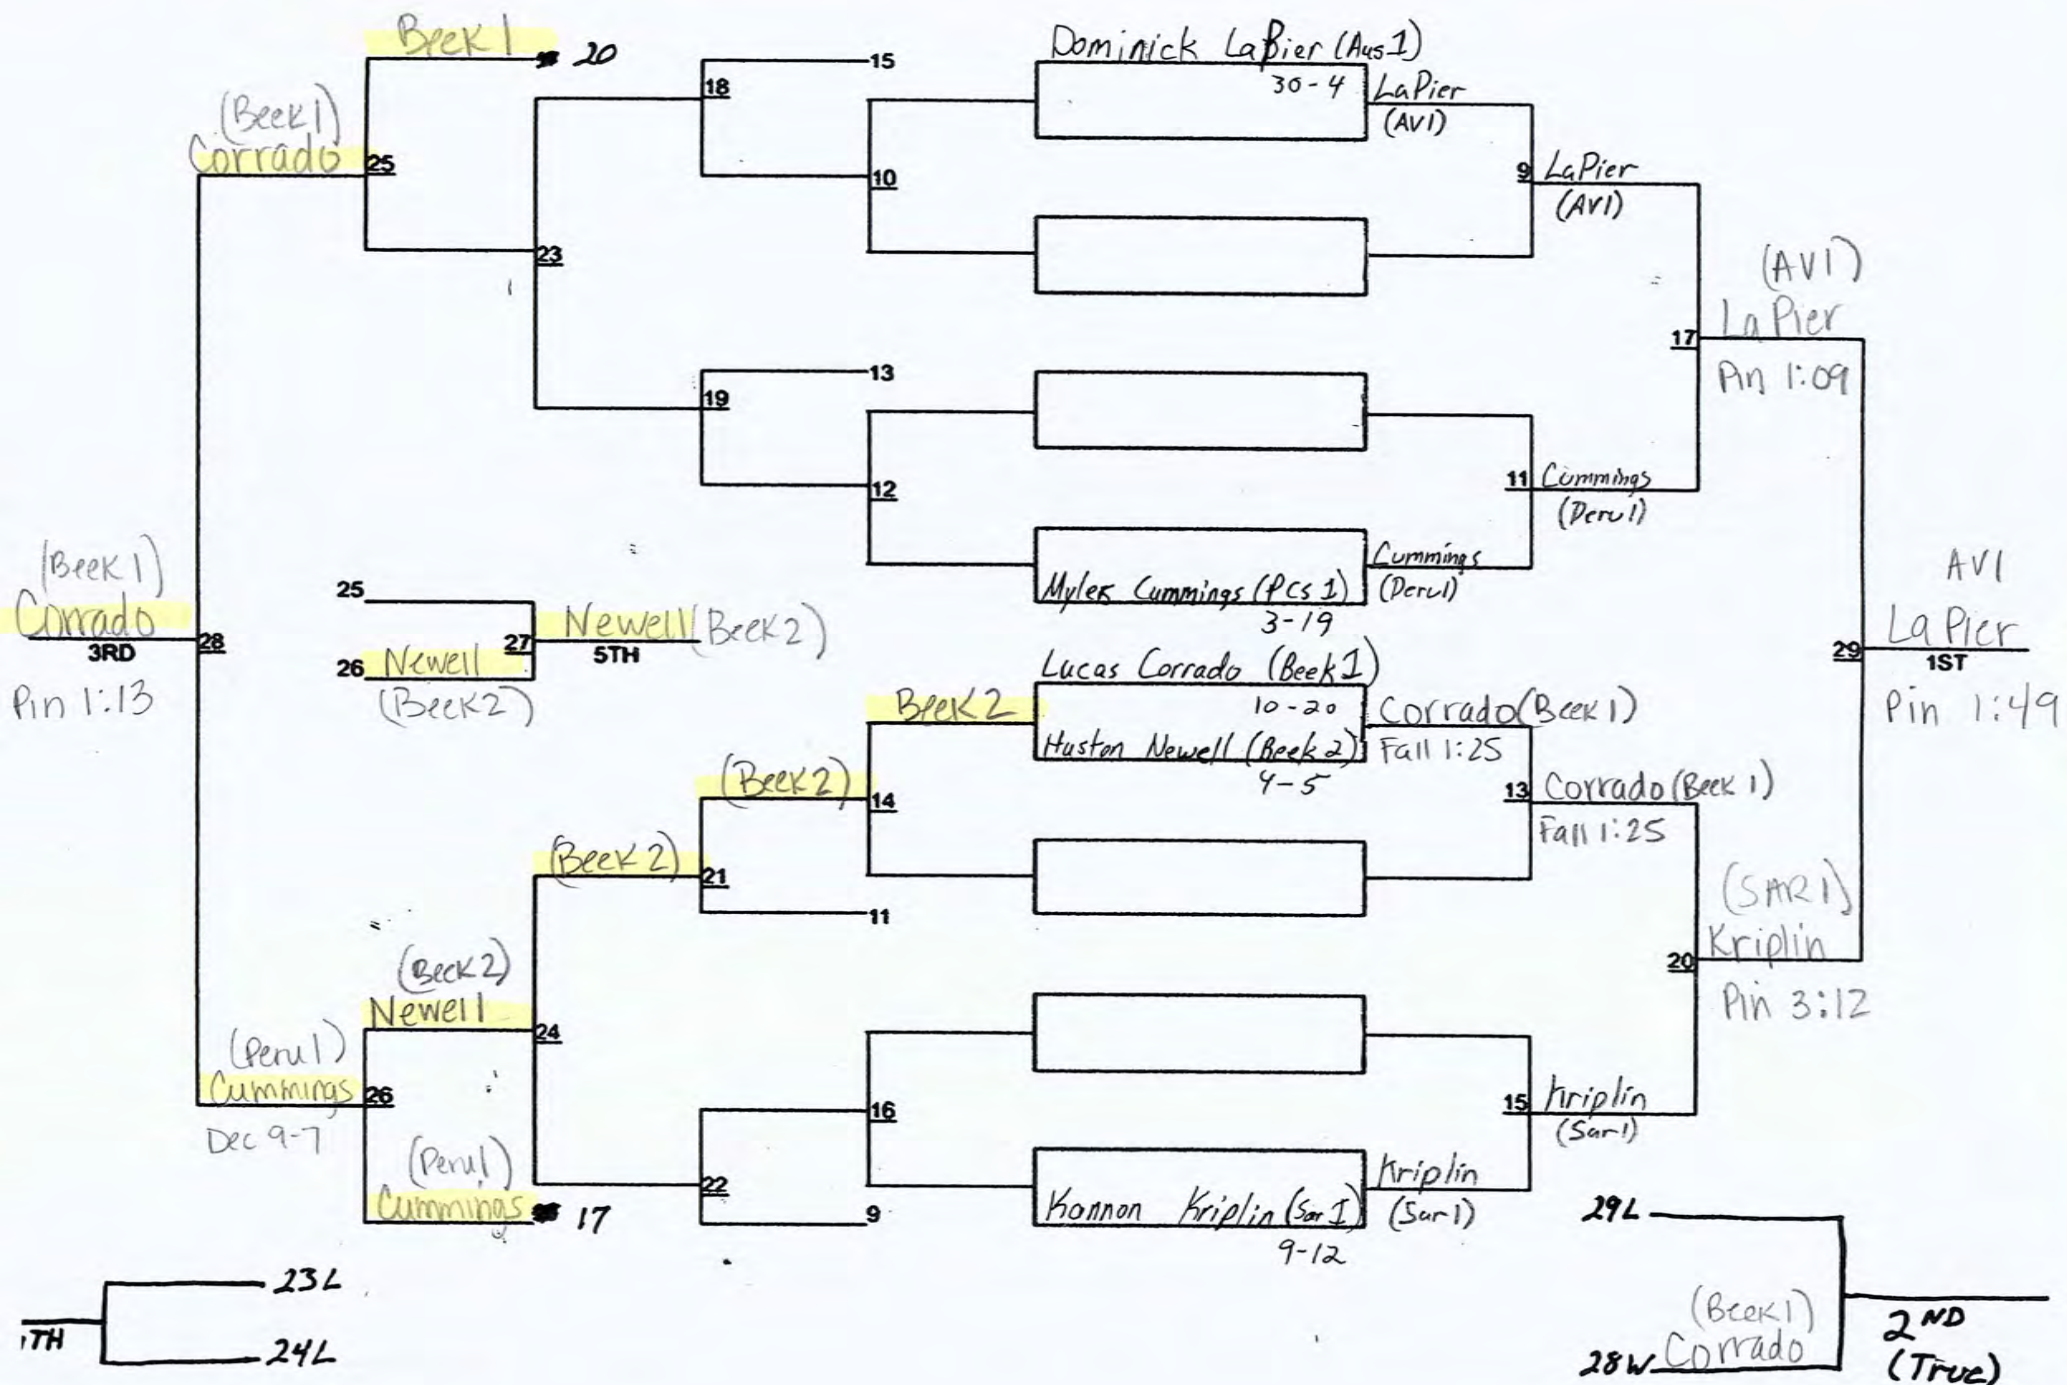 Beek 1
20
(Beek 1)
Corrado
25
23
18
15
10
19
13
12
Dominick LaPier (Aus 1)
30-4
LaPier
(AV1)
9
LaPier
(AV1)
(AV1)
La Pier
17
Pin 1:09
11
Cummings
(Peru 1)
Cummings
(Peru 1)
Myles Cummings (PCS 1)
3-19
(Beek 1)
Corrado
3RD
28
Pin 1:13
25
27
Newell (Beek 2)
5TH
26
Newell
(Beek 2)
AV1
La Pier
29
1ST
Pin 1:49
Lucas Corrado (Beek 1)
10-20
Huston Newell (Beek 2)
4-5
Corrado (Beek 1)
Fall 1:25
Beek 2
(Beek 2)
14
(Beek 2)
21
11
13
Corrado (Beek 1)
Fall 1:25
(SAR 1)
Kriplin
20
Pin 3:12
(Beek 2)
Newell
24
(Peru 1)
Cummings
26
Dec 9-7
(Peru 1)
Cummings
17
22
16
9
15
Kriplin
(Sar 1)
Kriplin
(Sar 1)
Kannon Kriplin (Sar 1)
9-12
23L
24L
TH
29L
(Beek 1)
28W Corrado
2ND
(True)